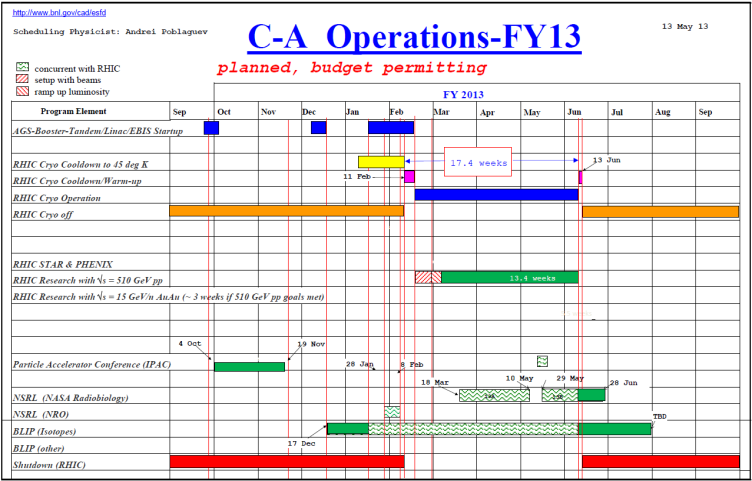 http://www.bnl.gov/cad/esfd
Scheduling Physicist: Andrei Poblaguev
C-A Operations-FY13
13 May 13
planned, budget permitting
concurrent with RHIC
setup with beams
ramp up luminosity
FY 2013
Program Element Sep Oct Nov Dec Jan Feb Mar Apr May Jun Jul Aug Sep
AGS-Booster-Tandem/Linac/EBIS Startup
RHIC Cryo Cooldown to 45 deg K
17.4 weeks
13 Jun
RHIC Cryo Cooldown/Warm-up
11 Feb
RHIC Cryo Operation
RHIC Cryo off
RHIC STAR & PHENIX
RHIC Research with √s = 510 GeV pp
13.4 weeks
RHIC Research with √s = 15 GeV/n AuAu (~ 3 weeks if 510 GeV pp goals met)
4 Oct
19 Nov
Particle Accelerator Conference (IPAC)
28 Jan
8 Feb
18 Mar
10 May
29 May
28 Jun
NSRL (NASA Radiobiology)
NSRL (NRO)
TBD
BLIP (Isotopes)
17 Dec
BLIP (other)
Shutdown (RHIC)